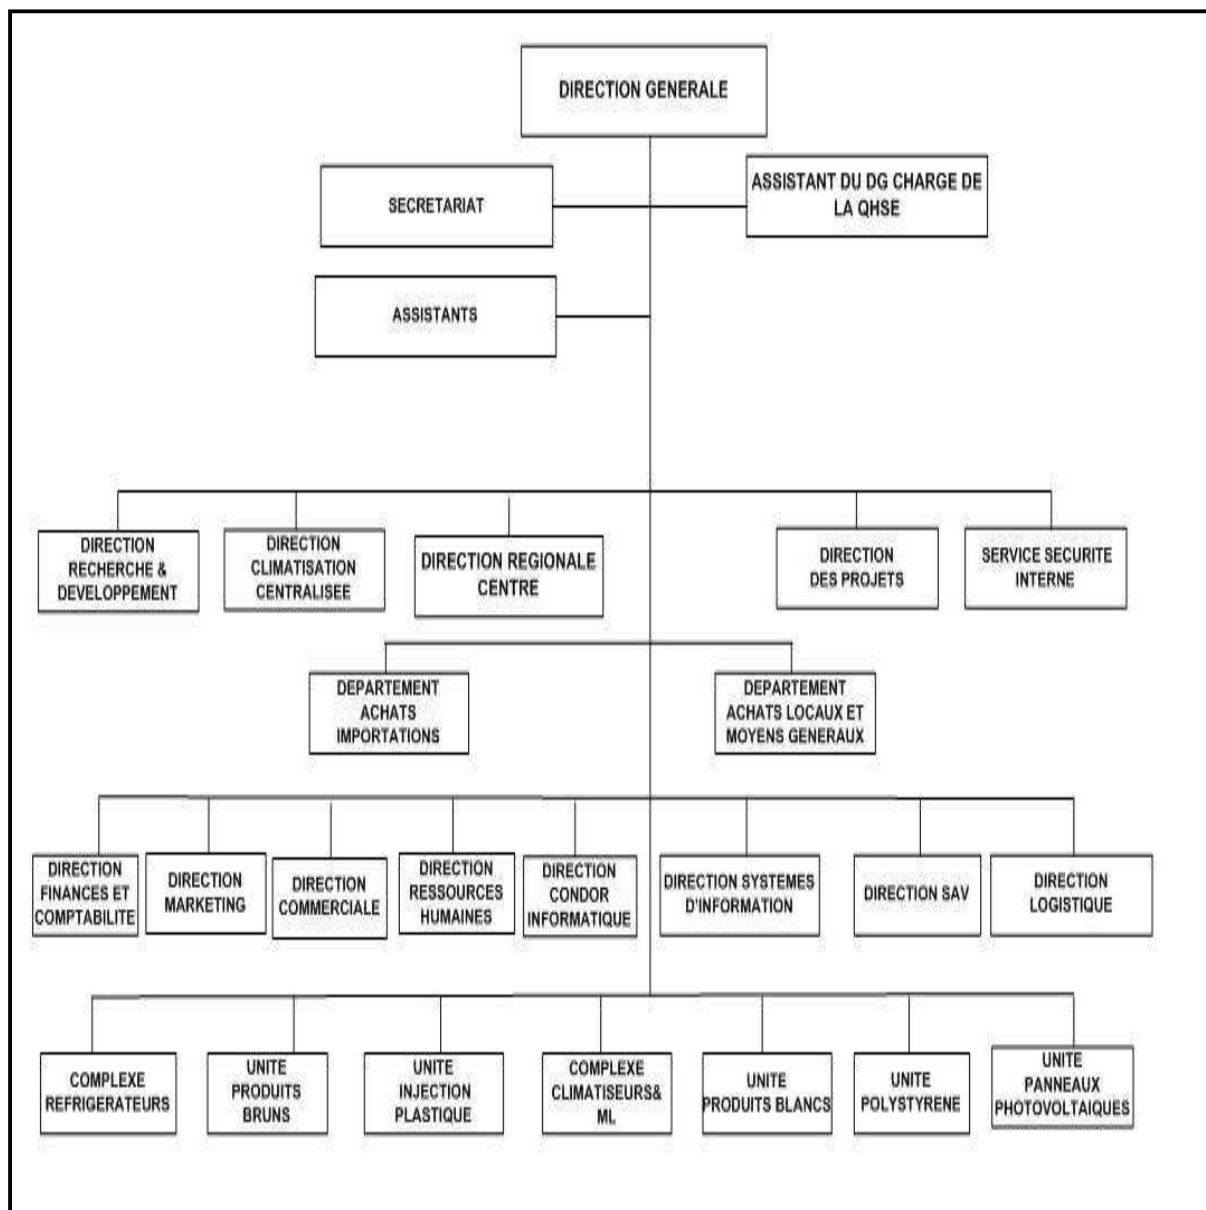 DIRECTION GENERALE
SECRETARIAT
ASSISTANT DU DG CHARGE DE
LA QHSE
ASSISTANTS
DIRECTION
RECHERCHE &
DEVELOPPEMENT
DIRECTION
CLIMATISATION
CENTRALISEE
DIRECTION REGIONALE
CENTRE
DIRECTION
DES PROJETS
SERVICE SECURITE
INTERNE
DEPARTEMENT
ACHATS
IMPORTATIONS
DEPARTEMENT
ACHATS LOCAUX ET
MOYENS GENERAUX
DIRECTION
FINANCES ET
COMPTABILITE
DIRECTION
MARKETING
DIRECTION
COMMERCIALE
DIRECTION
RESSOURCES
HUMAINES
DIRECTION
CONDOR
INFORMATIQUE
DIRECTION SYSTEMES
D'INFORMATION
DIRECTION SAV
DIRECTION
LOGISTIQUE
COMPLEXE
REFRIGERATEURS
UNITE
PRODUITS
BRUNS
UNITE
INJECTION
PLASTIQUE
COMPLEXE
CLIMATISEURS&
ML
UNITE
PRODUITS BLANCS
UNITE
POLYSTYRENE
UNITE
PANNEAUX
PHOTOVOLTAIQUES